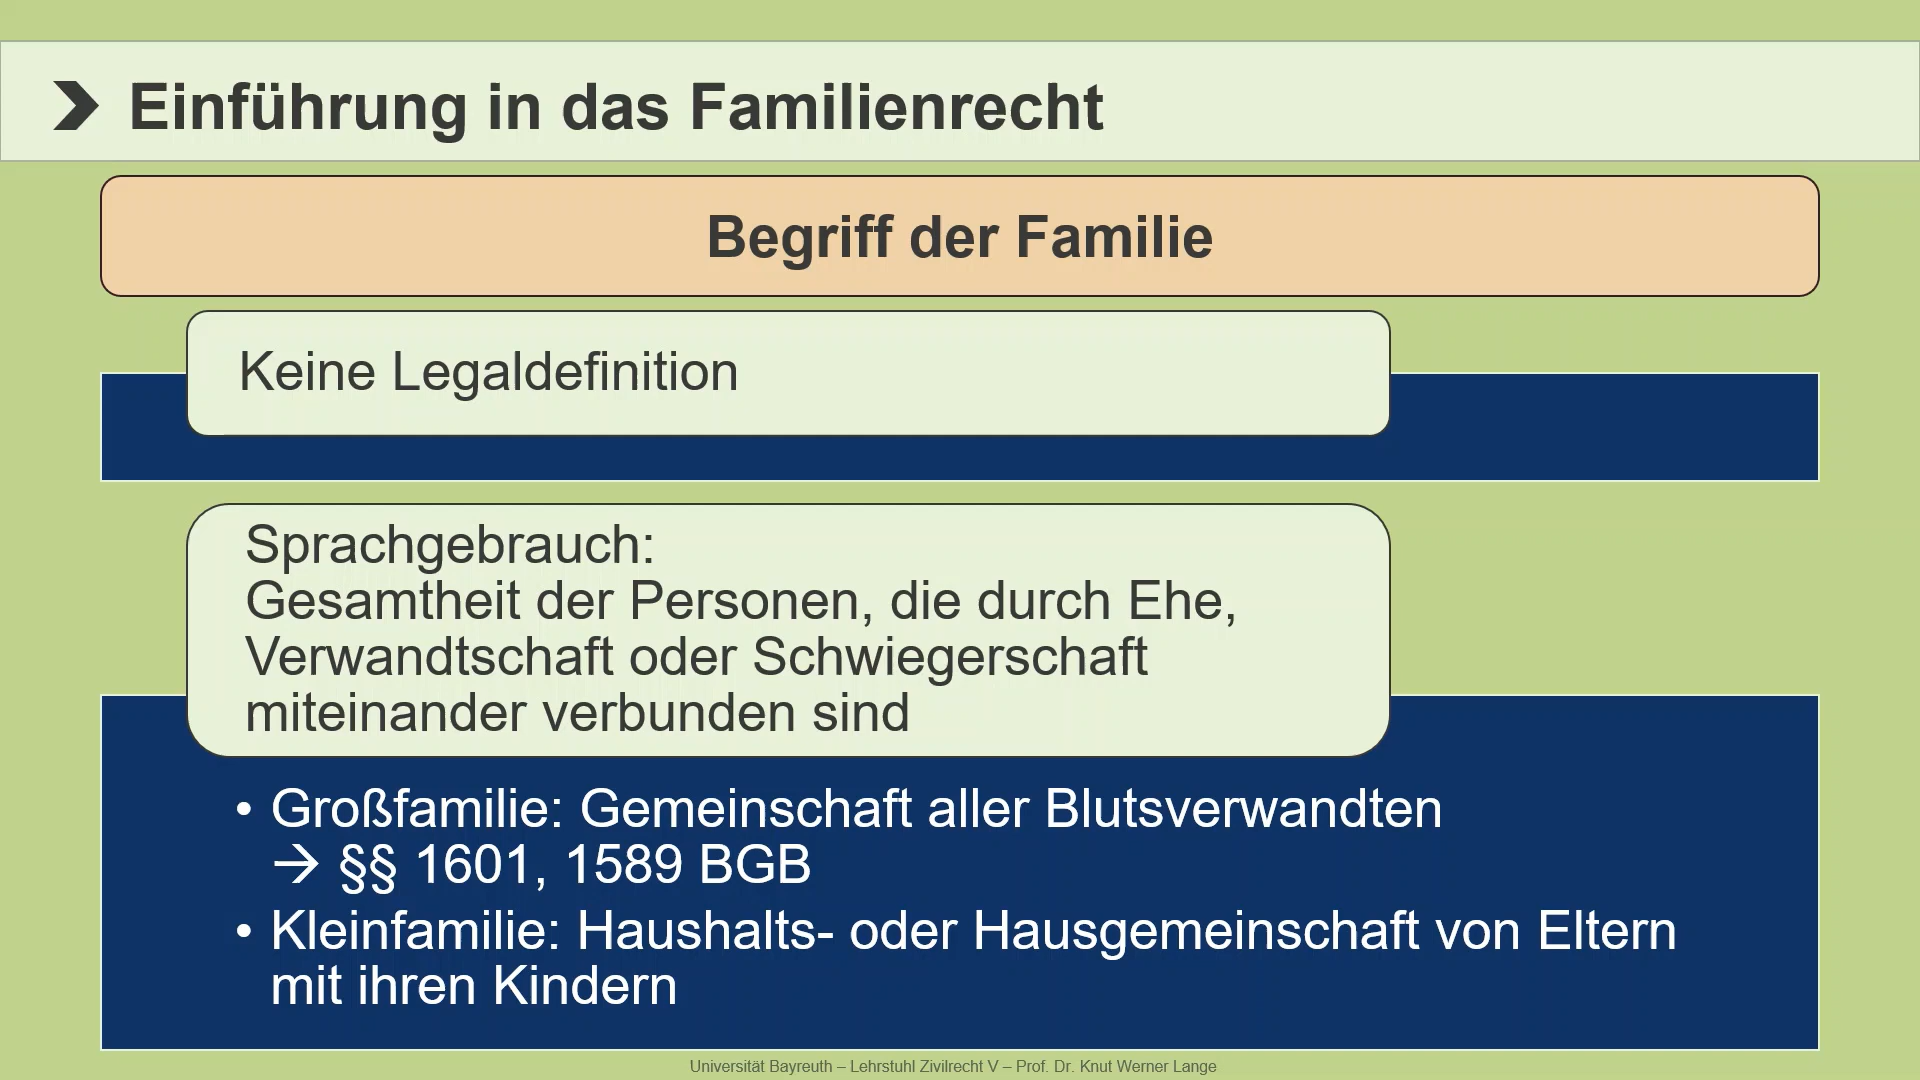 Einführung in das Familienrecht
Begriff der Familie
Keine Legaldefinition
Sprachgebrauch:
Gesamtheit der Personen, die durch Ehe,
Verwandtschaft oder Schwiegerschaft
miteinander verbunden sind
• Großfamilie: Gemeinschaft aller Blutsverwandten
→ §§ 1601, 1589 BGB
• Kleinfamilie: Haushalts- oder Hausgemeinschaft von Eltern
mit ihren Kindern
Universität Bayreuth – Lehrstuhl Zivilrecht V – Prof. Dr. Knut Werner Lange